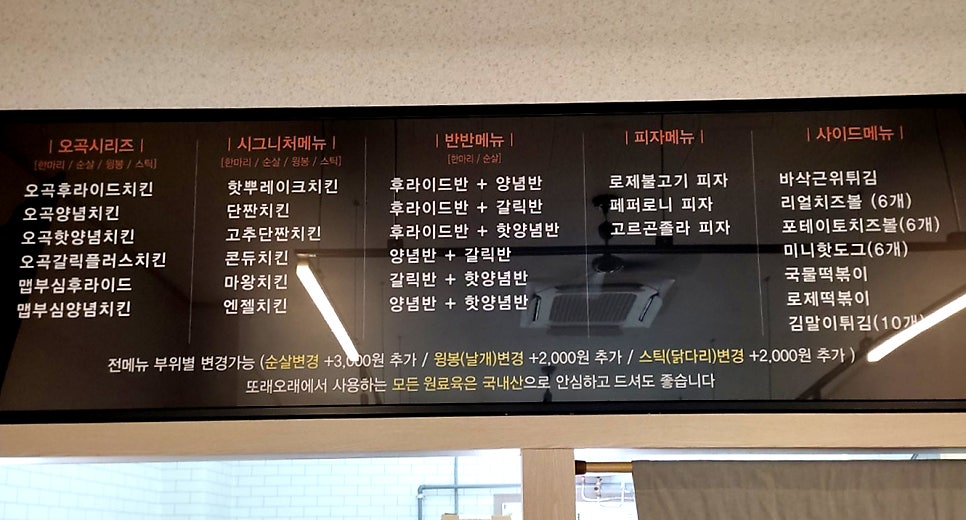 | 오곡시리즈 |
[한마리 / 순살 / 윙봉 / 스틱]
오곡후라이드치킨
오곡양념치킨
오곡핫양념치킨
오곡갈릭플러스치킨
맵부심후라이드
맵부심양념치킨
| 시그니처메뉴 |
[한마리 / 순살 / 윙봉 / 스틱]
핫뿌레이크치킨
단짠치킨
고추단짠치킨
콘듀치킨
마왕치킨
엔젤치킨
| 반반메뉴 |
[한마리 / 순살]
후라이드반 + 양념반
후라이드반 + 갈릭반
후라이드반 + 핫양념반
양념반 + 갈릭반
갈릭반 + 핫양념반
양념반 + 핫양념반
| 피자메뉴 |
로제불고기 피자
페퍼로니 피자
고르곤졸라 피자
| 사이드메뉴 |
바삭근위튀김
리얼치즈볼 (6개)
포테이토치즈볼(6개)
미니핫도그(6개)
국물떡볶이
로제떡볶이
김말이튀김(10개)
전메뉴 부위별 변경가능 (순살변경 +3,000원 추가 / 윙봉(날개)변경 +2,000원 추가 / 스틱(닭다리)변경 +2,000원 추가 )
또래오래에서 사용하는 모든 원료육은 국내산으로 안심하고 드셔도 좋습니다